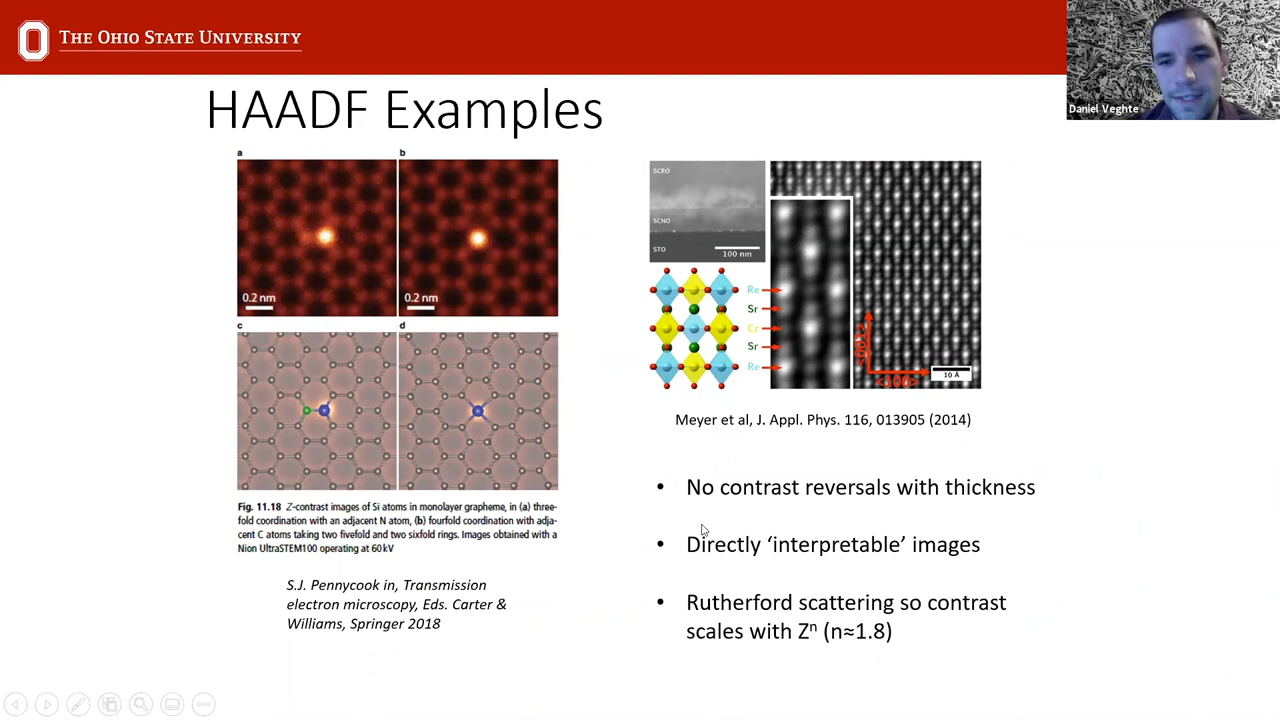 THE OHIO STATE UNIVERSITY
Daniel Veghte
HAADF Examples
a
b
0.2 nm
0.2 nm
c
d
Fig. 11.18 Z-contrast images of Si atoms in monolayer grapheme, in (a) three-
fold coordination with an adjacent N atom, (b) fourfold coordination with adja-
cent C atoms taking two fivefold and two sixfold rings. Images obtained with a
Nion UltraSTEM100 operating at 60 kV
S.J. Pennycook in, Transmission
electron microscopy, Eds. Carter &
Williams, Springer 2018
SCRO
SCNO
STO
100 nm
Re
Sr
Cr
Sr
Re
<001>
<100>
10 Å
Meyer et al, J. Appl. Phys. 116, 013905 (2014)
• No contrast reversals with thickness
• Directly ‘interpretable’ images
• Rutherford scattering so contrast
scales with Zⁿ (n≈1.8)